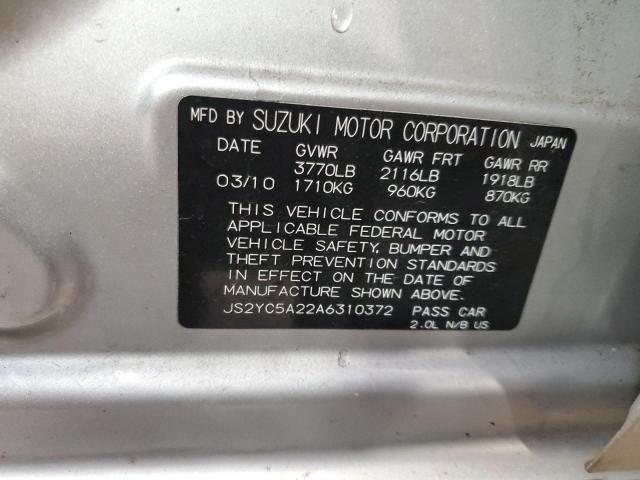 MFD BY SUZUKI MOTOR CORPORATION JAPAN
DATE GVWR GAWR FRT GAWR RR
3770LB 2116LB 1918LB
03/10 1710KG 960KG 870KG
THIS VEHICLE CONFORMS TO ALL
APPLICABLE FEDERAL MOTOR
VEHICLE SAFETY, BUMPER AND
THEFT PREVENTION STANDARDS
IN EFFECT ON THE DATE OF
MANUFACTURE SHOWN ABOVE.
JS2YC5A22A6310372 PASS CAR
2.0L N/B US